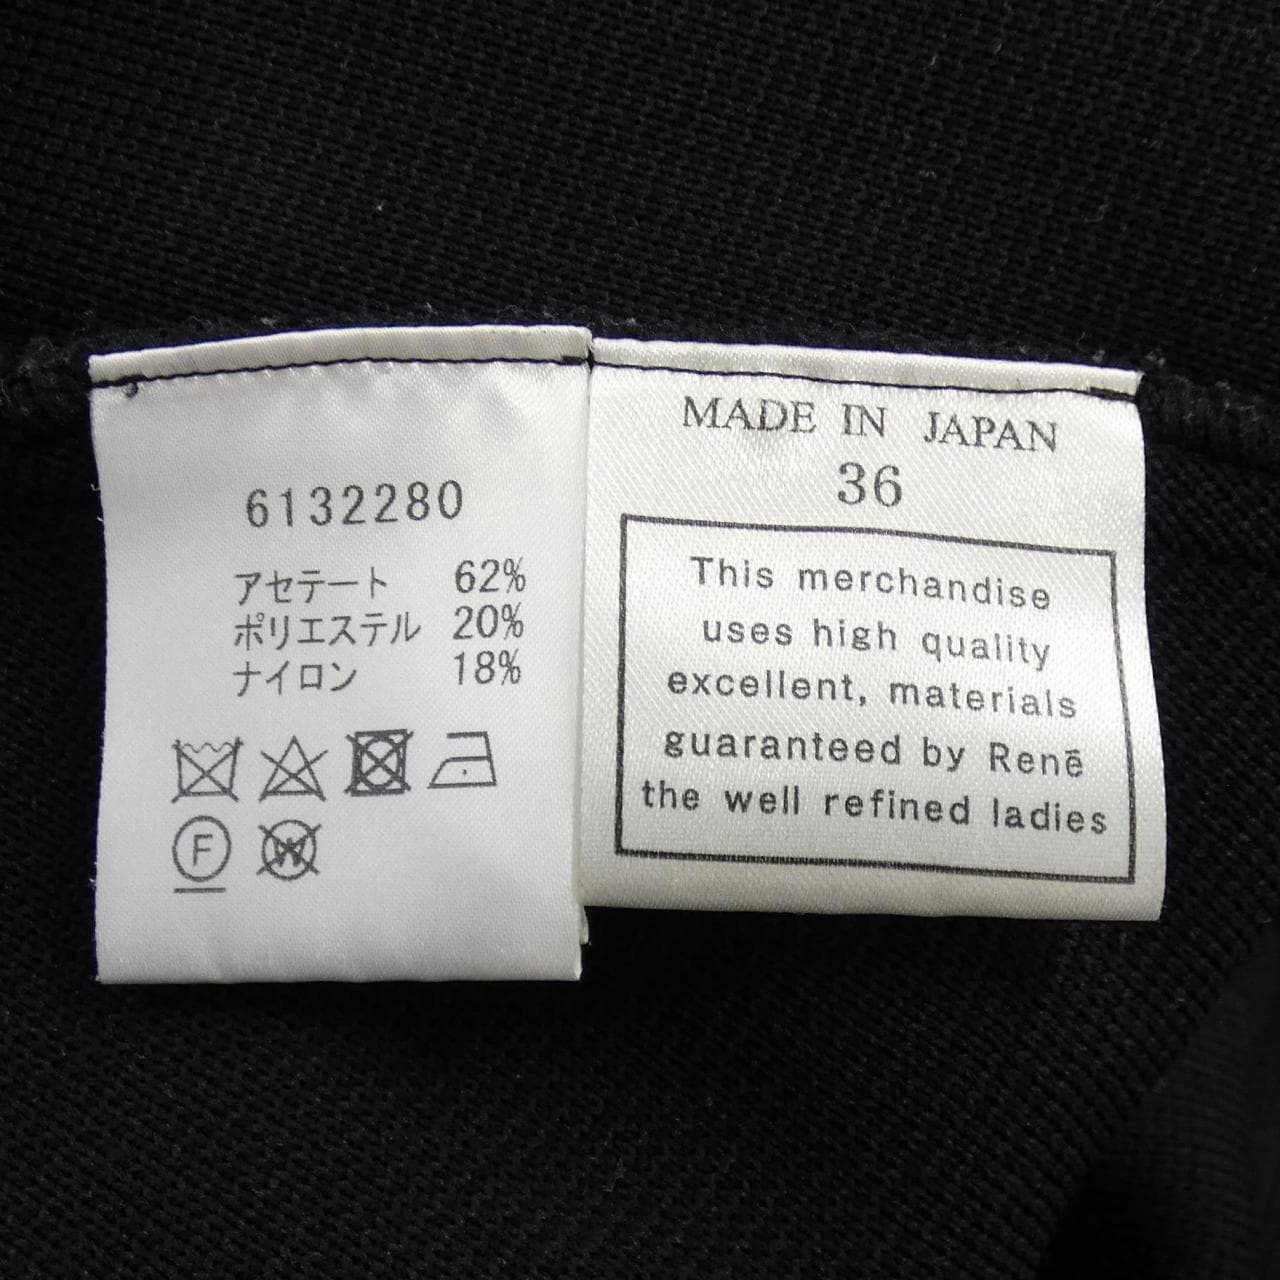 6132280
アセテート 62%
ポリエステル 20%
ナイロン 18%
F
W
MADE IN JAPAN
36
This merchandise
uses high quality
excellent, materials
guaranteed by Renē
the well refined ladies